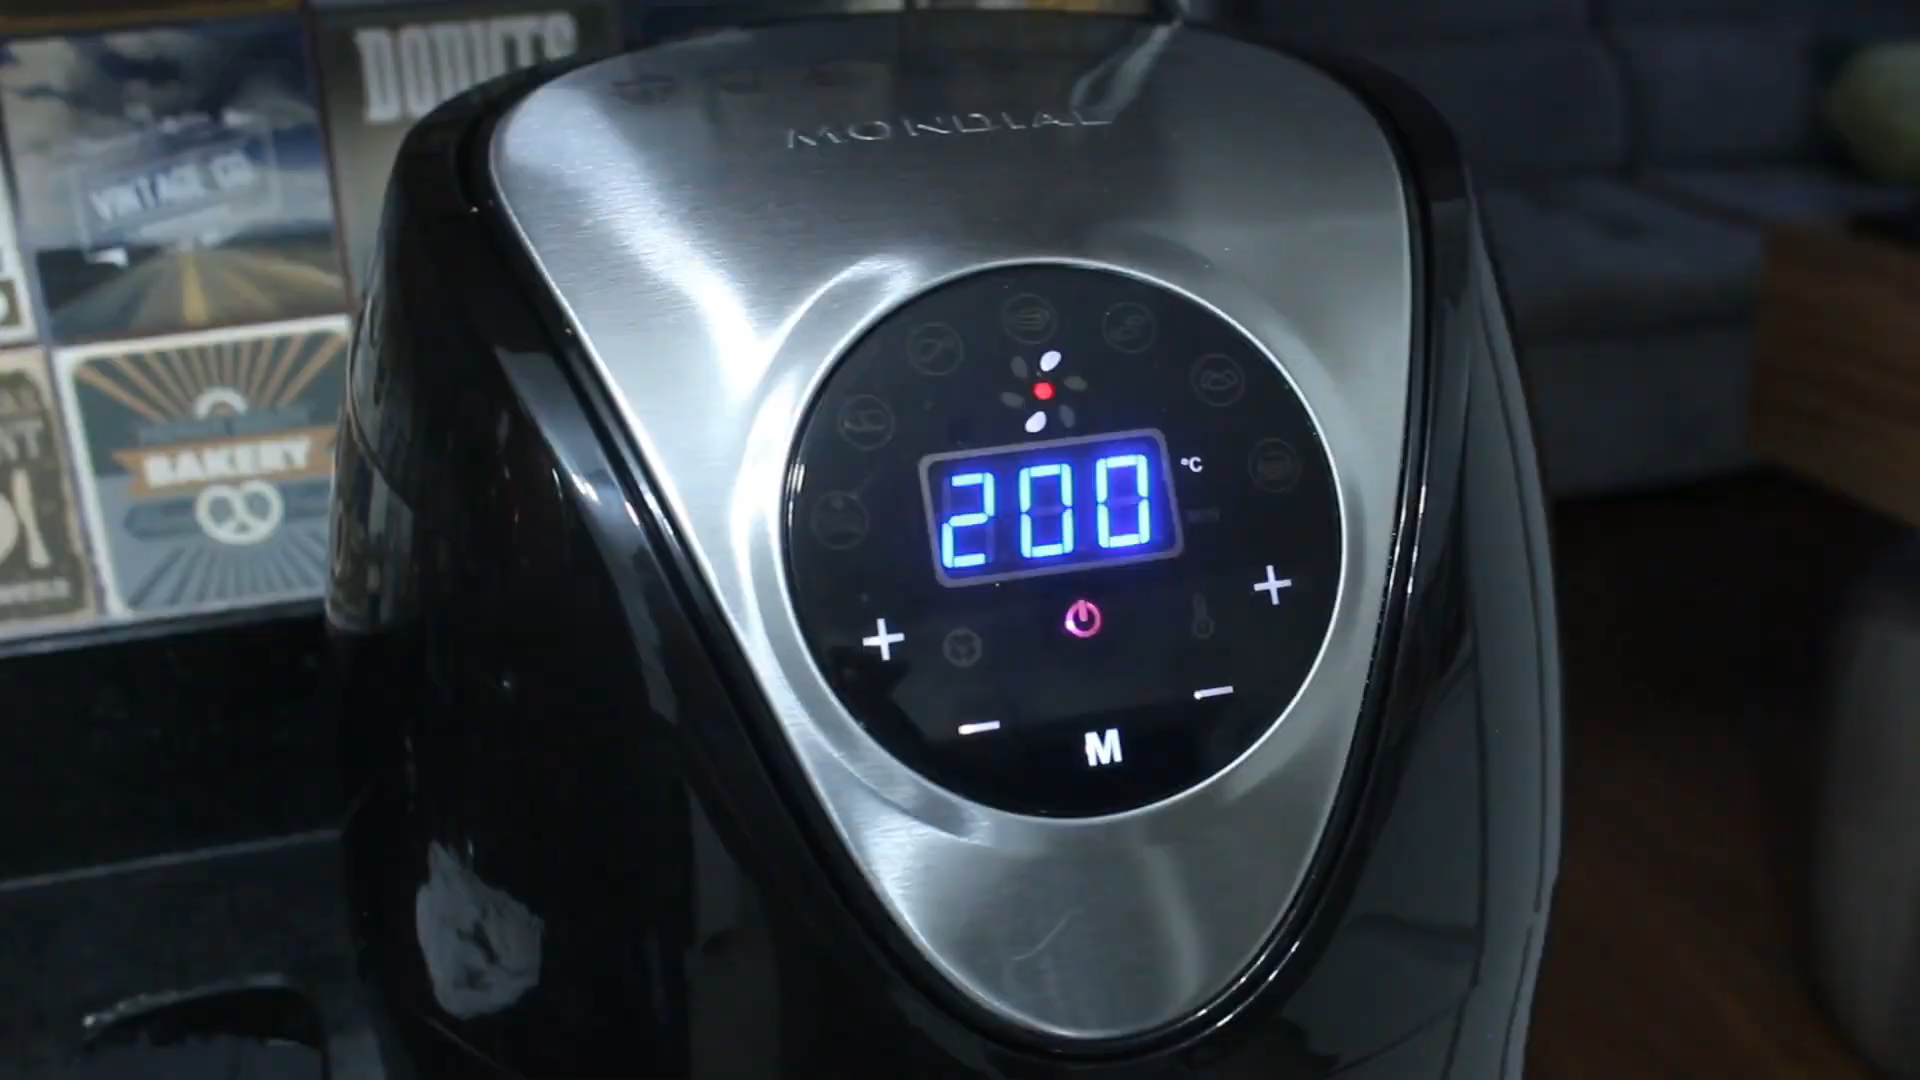 DONUTS
VINTAGE CO
BAKERY
MONDIAL
200
°C
+
+
-
-
M